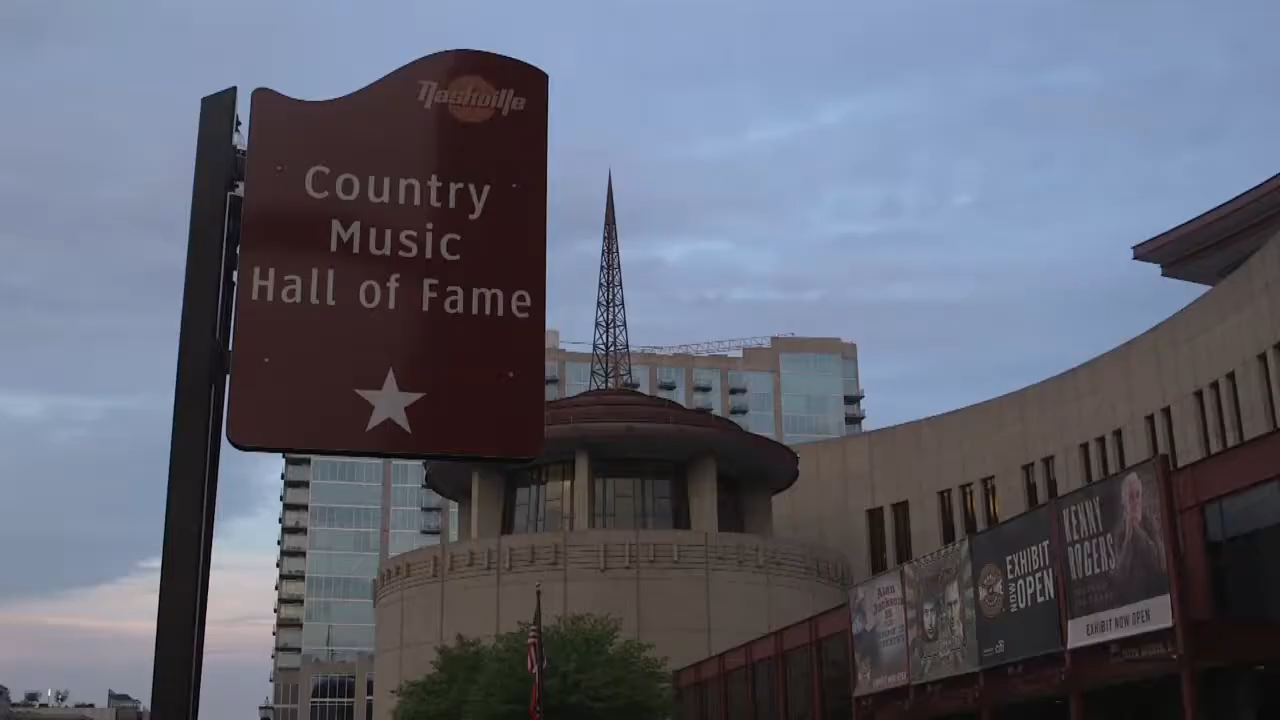 Nashville
Country
Music
Hall of Fame
Alan
Jackson
NOW
EXHIBIT
OPEN
KENNY
ROGERS
EXHIBIT NOW OPEN